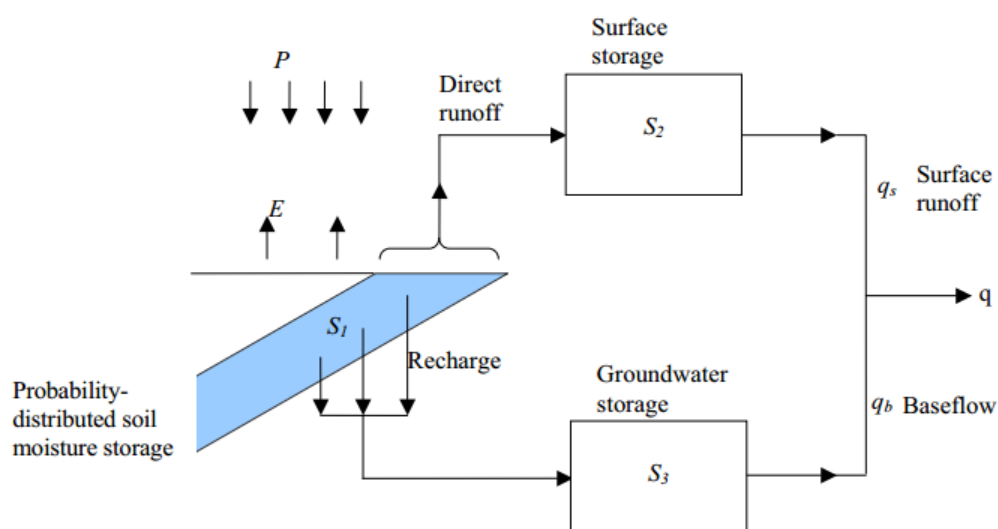 Surface
storage
P
Direct
runoff
S2
E
qs Surface
runoff
q
S1
Recharge
Groundwater
storage
Probability-
distributed soil
moisture storage
qb Baseflow
S3